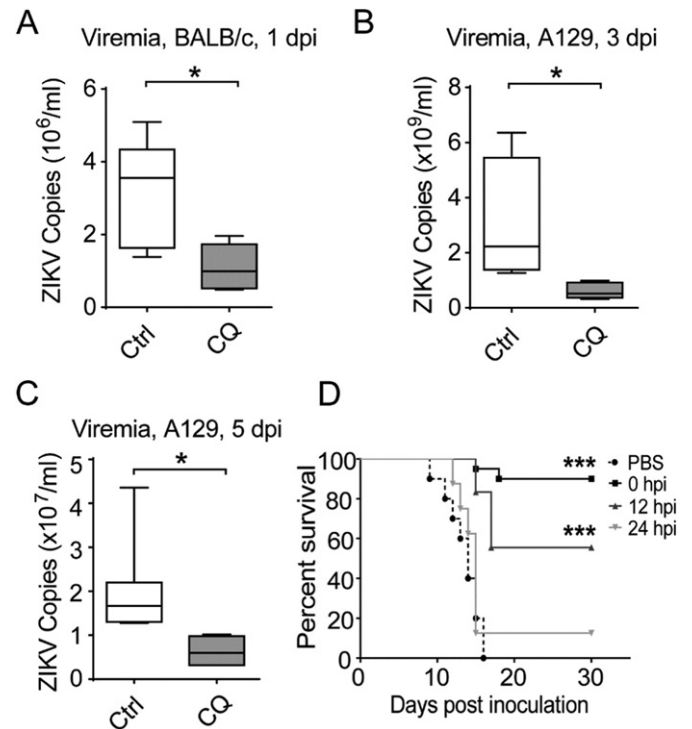 A
Viremia, BALB/c, 1 dpi
*
ZIKV Copies (10⁶/ml)
6
4
2
0
Ctrl
CQ
B
Viremia, A129, 3 dpi
*
ZIKV Copies (x10⁹/ml)
8
6
4
2
0
Ctrl
CQ
C
Viremia, A129, 5 dpi
*
ZIKV Copies (x10⁷/ml)
5
4
3
2
1
0
Ctrl
CQ
D
Percent survival
100
80
60
40
20
0
0
10
20
30
Days post inoculation
***
***
PBS
0 hpi
12 hpi
24 hpi